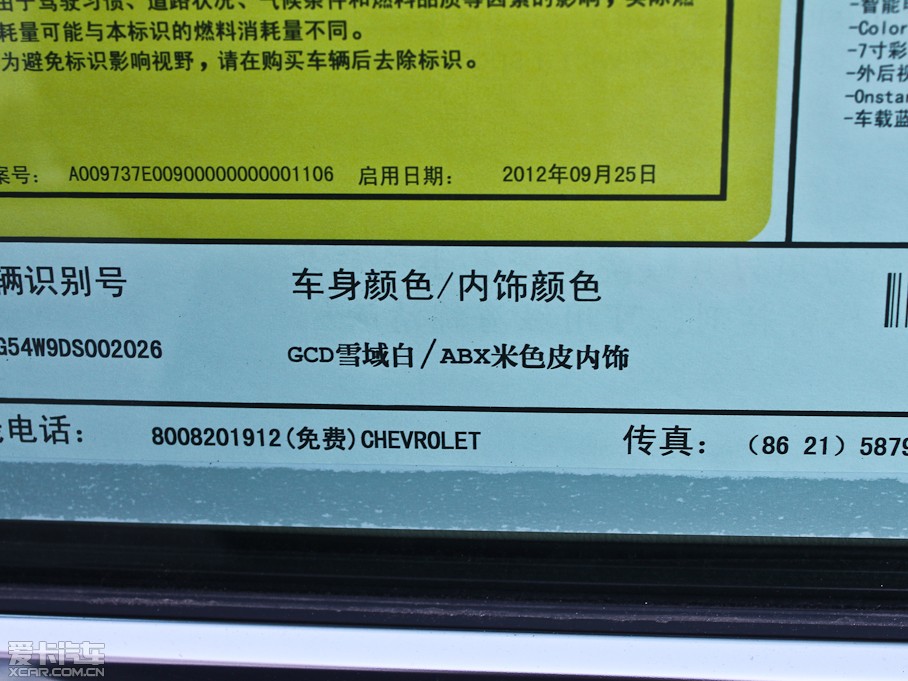 由于驾驶习惯、道路状况、气候条件和燃料品质等因素的影响，实际燃
耗量可能与本标识的燃料消耗量不同。
为避免标识影响视野，请在购买车辆后去除标识。
案号： A009737E00900000000001106 启用日期： 2012年09月25日
-智能
-Color
-7寸彩
-外后视
-Onstar
-车载蓝
辆识别号
G54W9DS002026
车身颜色/内饰颜色
GCD雪域白/ABX米色皮内饰
电话： 8008201912(免费)CHEVROLET
传真： （86 21）5879
爱卡汽车
XCAR.COM.CN